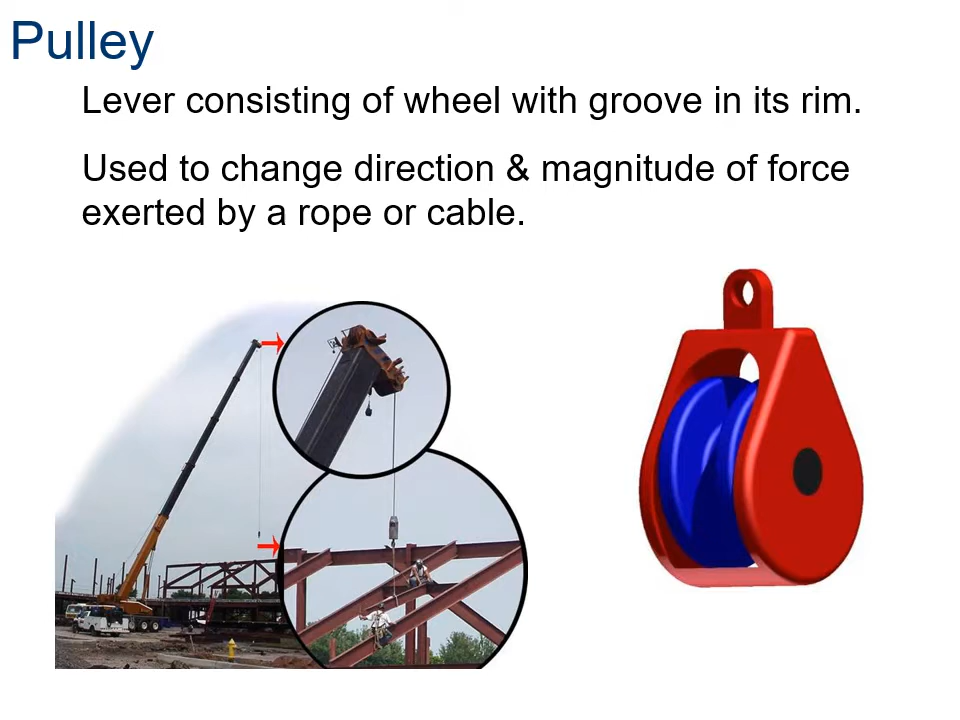 Pulley
Lever consisting of wheel with groove in its rim.
Used to change direction & magnitude of force
exerted by a rope or cable.